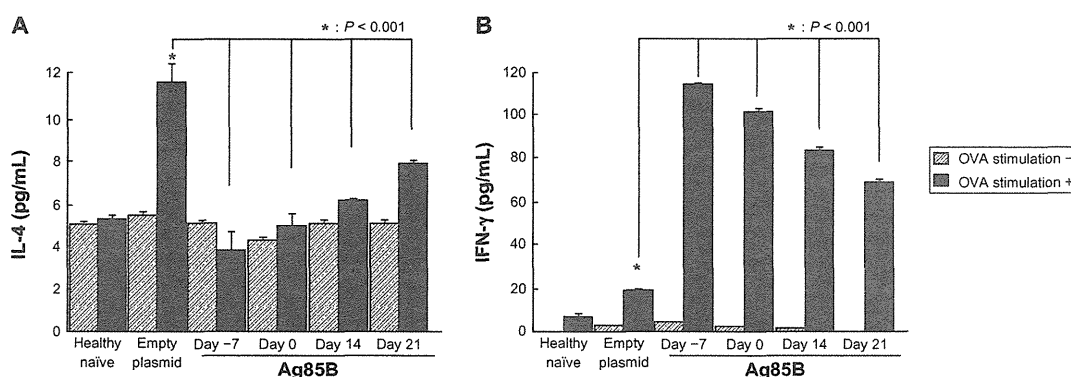 A
* : P < 0.001
*
12
10
8
6
4
2
0
IL-4 (pg/mL)
Healthy naïve
Empty plasmid
Day −7
Day 0
Day 14
Day 21
Ag85B
B
* : P < 0.001
*
120
100
80
60
40
20
0
IFN-γ (pg/mL)
Healthy naïve
Empty plasmid
Day −7
Day 0
Day 14
Day 21
Ag85B
OVA stimulation −
OVA stimulation +